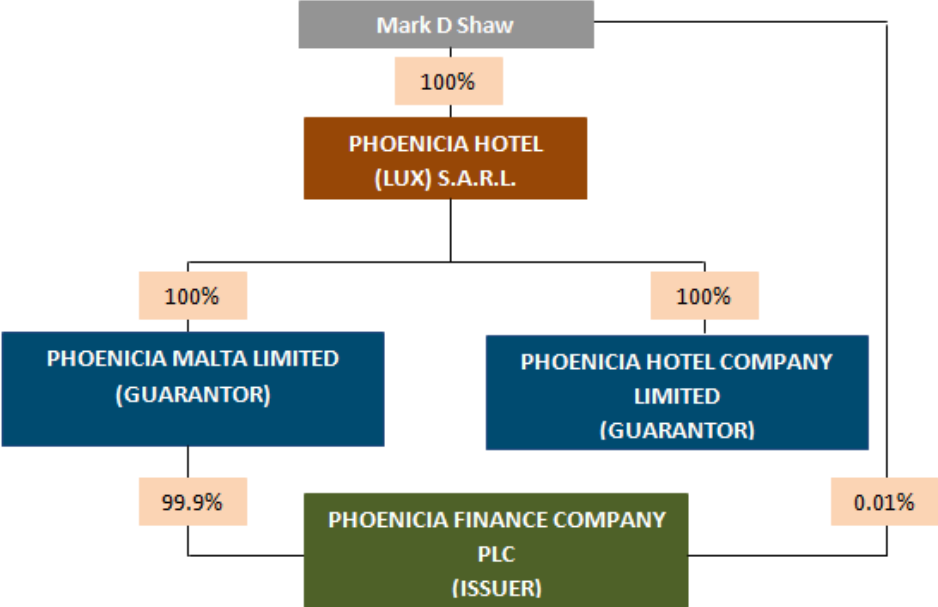 Mark D Shaw
100%
PHOENICIA HOTEL
(LUX) S.A.R.L.
100%
100%
PHOENICIA MALTA LIMITED
(GUARANTOR)
PHOENICIA HOTEL COMPANY
LIMITED
(GUARANTOR)
99.9%
0.01%
PHOENICIA FINANCE COMPANY
PLC
(ISSUER)